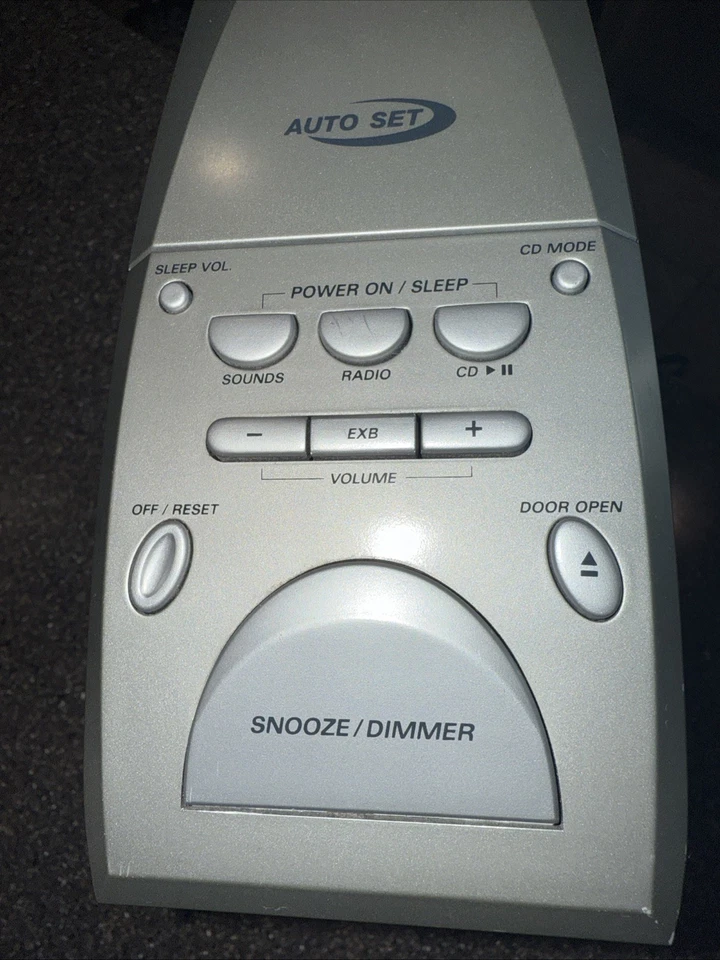 AUTO SET
SLEEP VOL.
CD MODE
POWER ON / SLEEP
SOUNDS
RADIO
CD
− EXB +
VOLUME
OFF / RESET
DOOR OPEN
SNOOZE/DIMMER